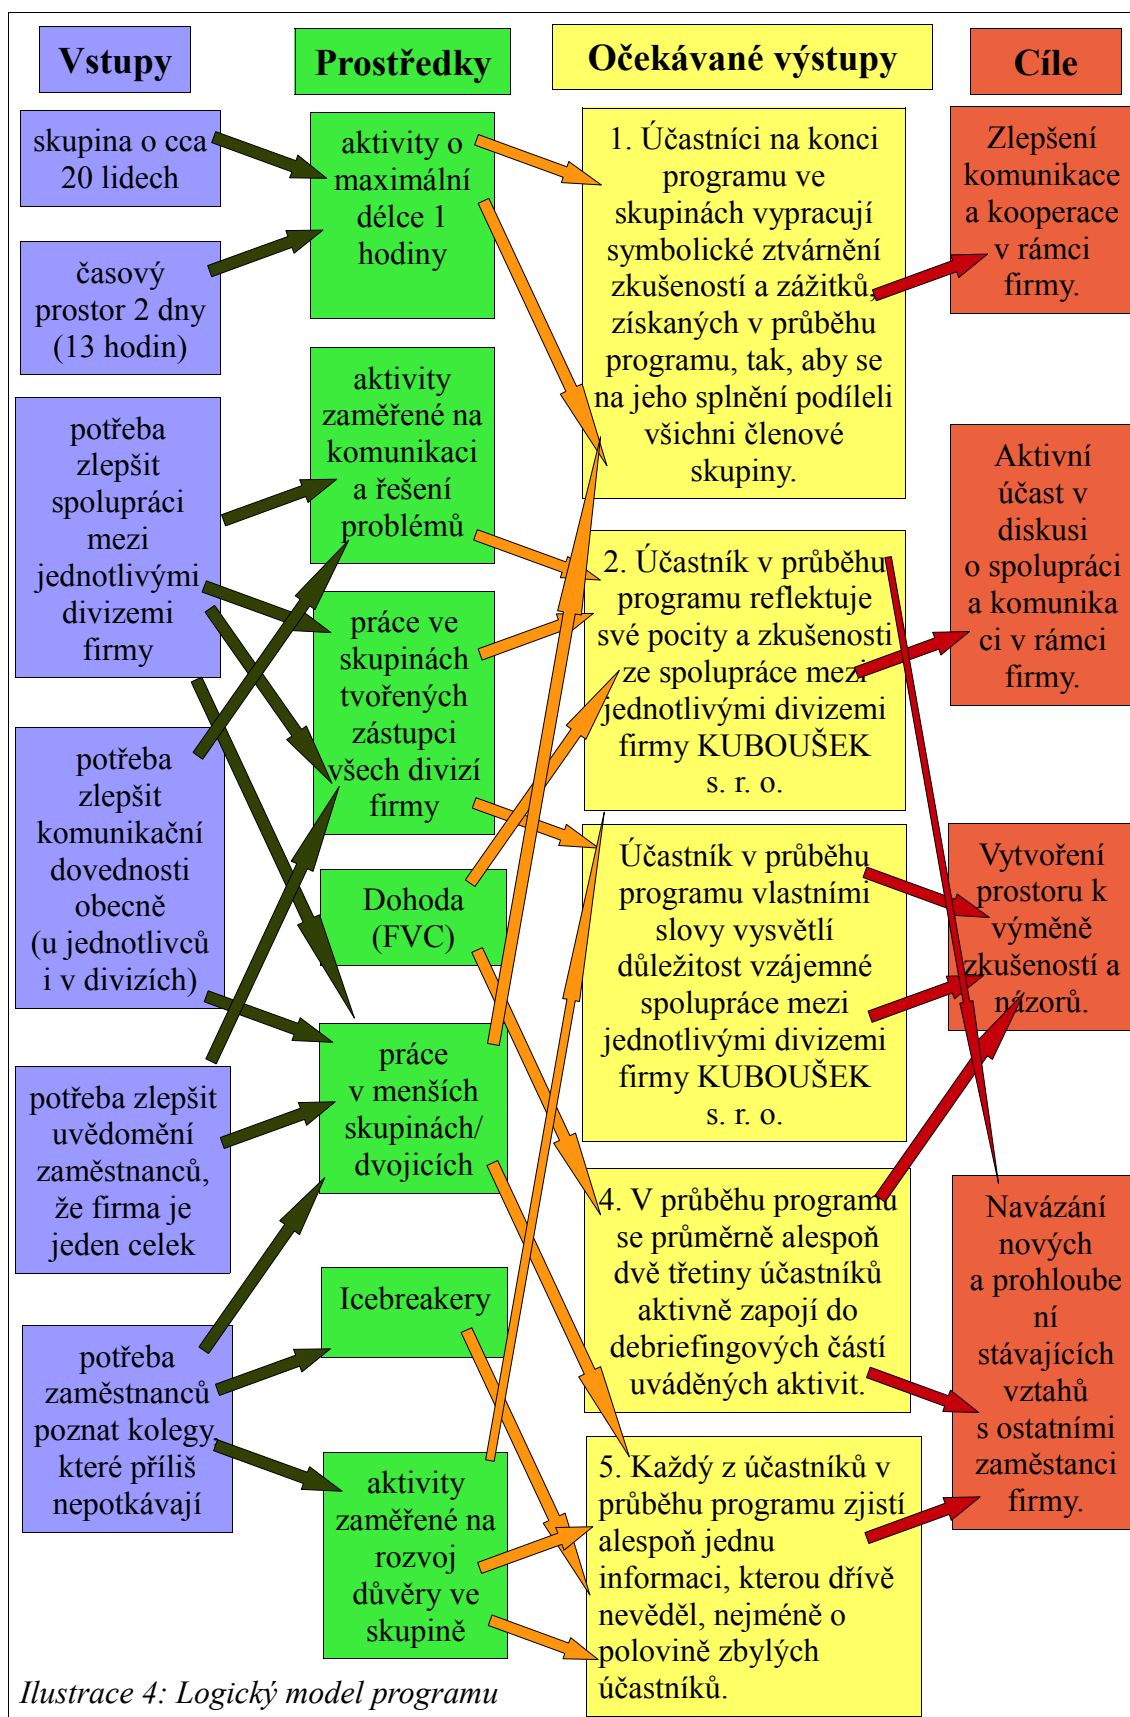 Vstupy
skupina o cca
20 lidech
časový
prostor 2 dny
(13 hodin)
potřeba
zlepšit
spolupráci
mezi
jednotlivými
divizemi
firmy
potřeba
zlepšit
komunikační
dovednosti
obecně
(u jednotlivců
i v divizích)
potřeba zlepšit
uvědomění
zaměstnanců,
že firma je
jeden celek
potřeba
zaměstnanců
poznat kolegy,
které příliš
nepotkávají
Prostředky
aktivity o
maximální
délce 1
hodiny
aktivity
zaměřené na
komunikaci
a řešení
problémů
práce ve
skupinách
tvořených
zástupci
všech divizí
firmy
Dohoda
(FVC)
práce
v menších
skupinách/
dvojicích
Icebreakery
aktivity
zaměřené na
rozvoj
důvěry ve
skupině
Očekávané výstupy
1. Účastníci na konci
programu ve
skupinách vypracují
symbolické ztvárnění
zkušeností a zážitků,
získaných v průběhu
programu, tak, aby se
na jeho splnění podíleli
všichni členové
skupiny.
2. Účastník v průběhu
programu reflektuje
své pocity a zkušenosti
ze spolupráce mezi
jednotlivými divizemi
firmy KUBOUŠEK
s. r. o.
Účastník v průběhu
programu vlastními
slovy vysvětlí
důležitost vzájemné
spolupráce mezi
jednotlivými divizemi
firmy KUBOUŠEK
s. r. o.
4. V průběhu programu
se průměrně alespoň
dvě třetiny účastníků
aktivně zapojí do
debriefingových částí
uváděných aktivit.
5. Každý z účastníků v
průběhu programu zjistí
alespoň jednu
informaci, kterou dřívě
nevěděl, nejméně o
polovině zbylých
účastníků.
Cíle
Zlepšení
komunikace
a kooperace
v rámci
firmy.
Aktivní
účast v
diskusi
o spolupráci
a komunika
ci v rámci
firmy.
Vytvoření
prostoru k
výměně
zkušeností a
názorů.
Navázání
nových
a prohloube
ní
stávajících
vztahů
s ostatními
zaměstanci
firmy.
Ilustrace 4: Logický model programu